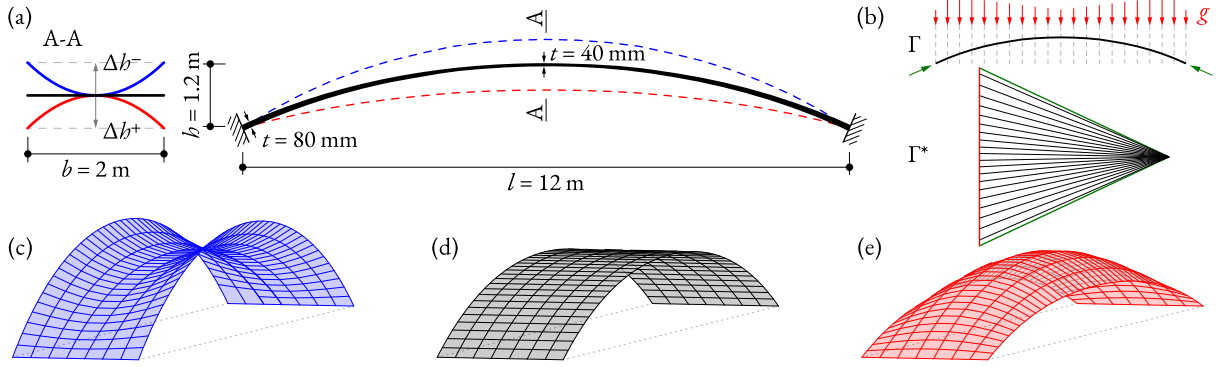 (a)
A-A
Δh⁻
Δh⁺
b = 2 m
h = 1.2 m
A
t = 40 mm
A
t = 80 mm
l = 12 m
(b)
g
Γ
Γ*
(c)
(d)
(e)